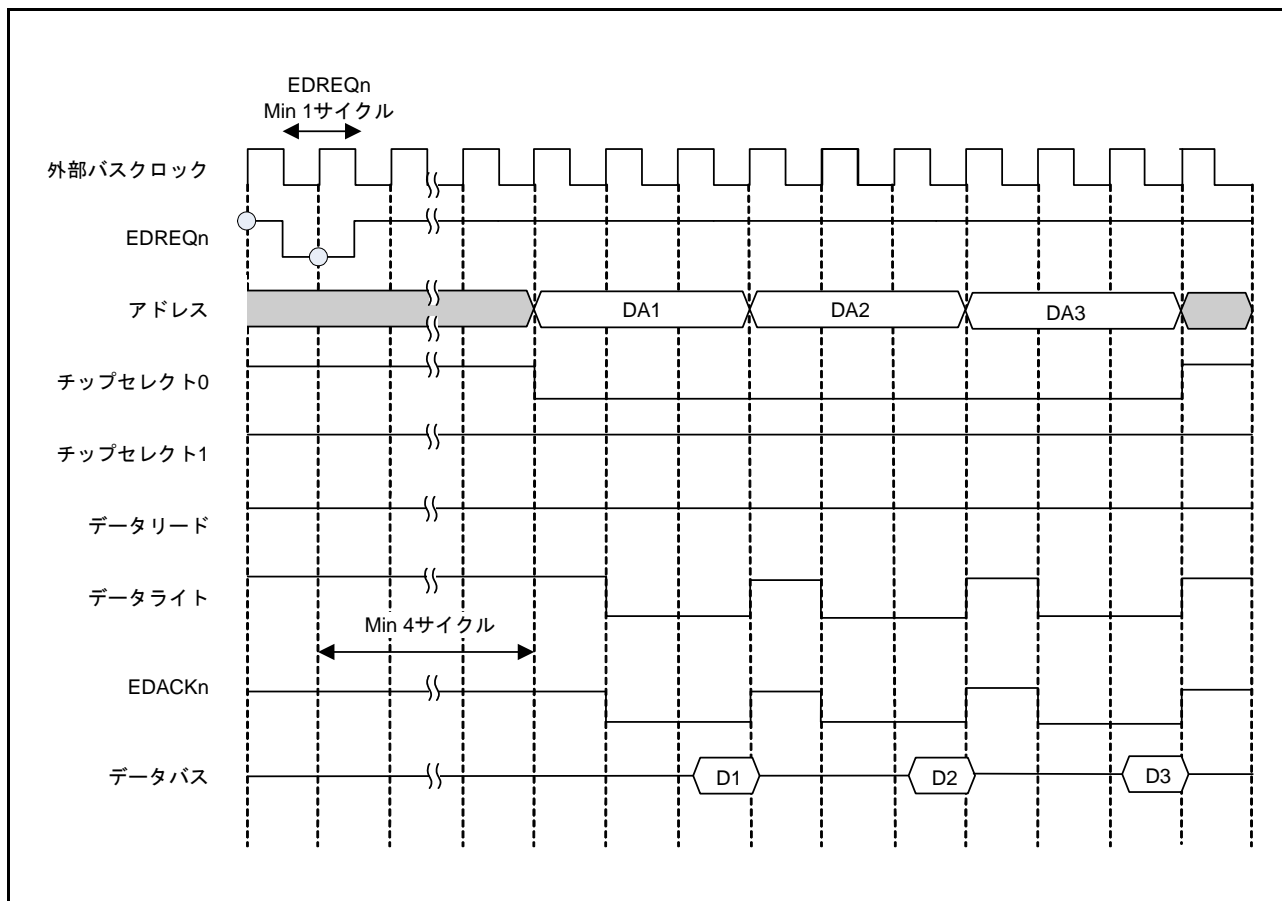 EDREQn
Min 1サイクル
外部バスクロック
EDREQn
アドレス
DA1
DA2
DA3
チップセレクト0
チップセレクト1
データリード
データライト
Min 4サイクル
EDACKn
データバス
D1
D2
D3